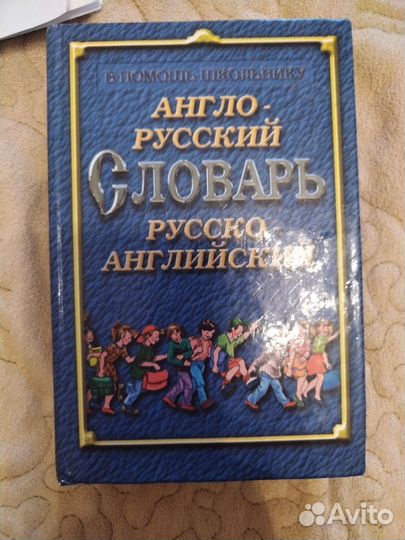 В ПОМОЩЬ ШКОЛЬНИКУ
АНГЛО-
РУССКИЙ
СЛОВАРЬ
РУССКО-
АНГЛИЙСКИЙ
Avito